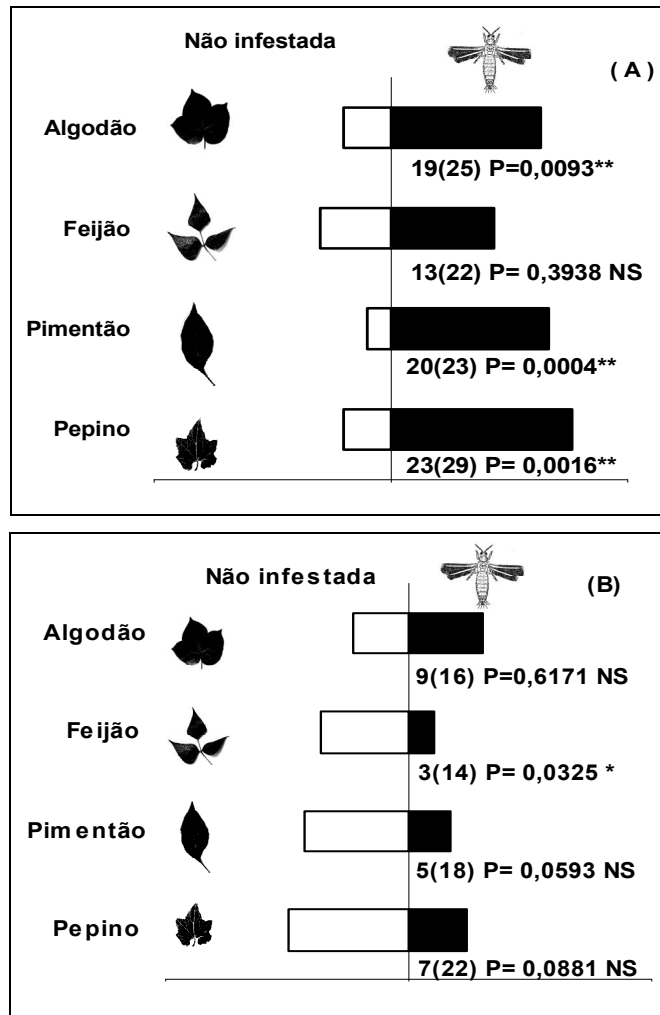 Não infestada
( A )
Algodão
19(25) P=0,0093**
Feijão
13(22) P= 0,3938 NS
Pimentão
20(23) P= 0,0004**
Pepino
23(29) P= 0,0016**
Não infestada
(B)
Algodão
9(16) P=0,6171 NS
Feijão
3(14) P= 0,0325 *
Pimentão
5(18) P= 0,0593 NS
Pepino
7(22) P= 0,0881 NS